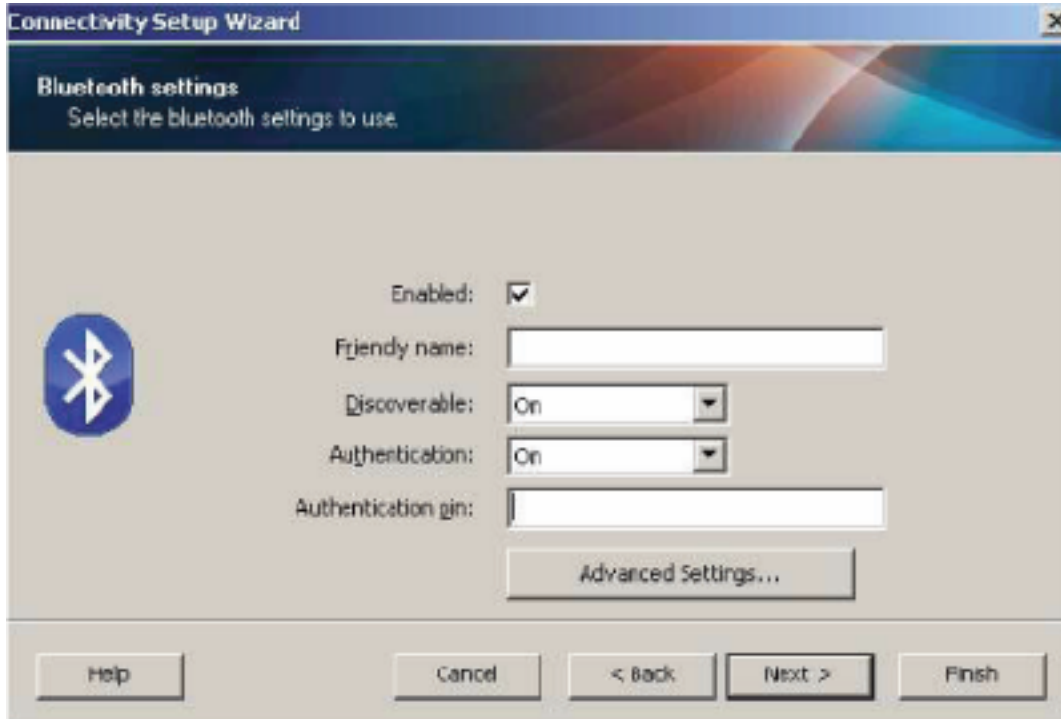 Connectivity Setup Wizard
Bluetooth settings
Select the bluetooth settings to use.
Enabled:
Friendly name:
Discoverable:
On
Authentication:
On
Authentication pin:
Advanced Settings...
Help
Cancel
< Back
Next >
Finish